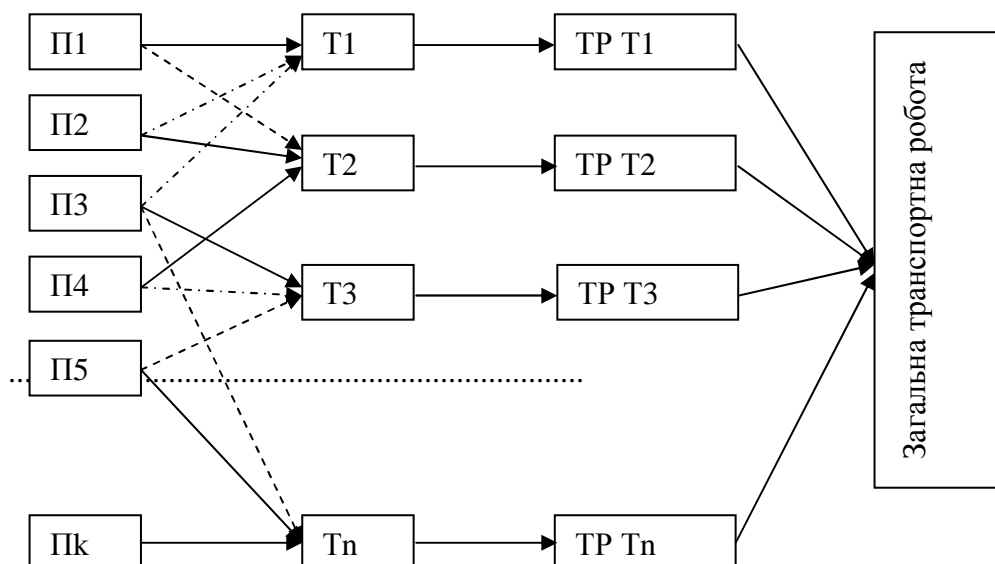 П1 Т1 ТР Т1
П2 Т2 ТР Т2
П3
П4 Т3 ТР Т3
П5
Пk Тn ТР Тn
Загальна транспортна робота